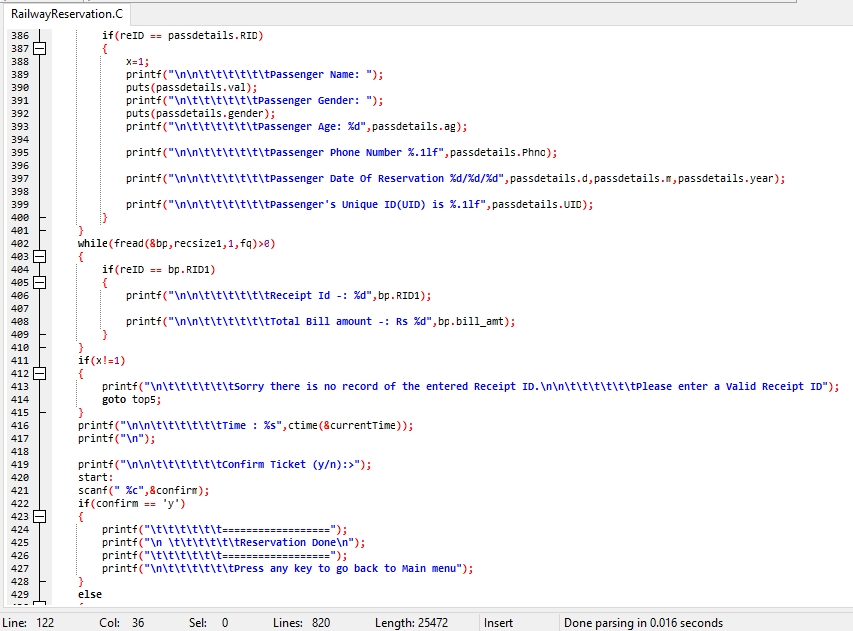 RailwayReservation.C
386 if(reID == passdetails.RID)
387 {
388 x=1;
389 printf("\n\n\t\t\t\t\t\tPassenger Name: ");
390 puts(passdetails.val);
391 printf("\n\n\t\t\t\t\tPassenger Gender: ");
392 puts(passdetails.gender);
393 printf("\n\n\t\t\t\t\tPassenger Age: %d",passdetails.ag);
394
395 printf("\n\n\t\t\t\t\t\tPassenger Phone Number %.1lf",passdetails.Phno);
396
397 printf("\n\n\t\t\t\t\t\tPassenger Date Of Reservation %d/%d/%d",passdetails.d,passdetails.m,passdetails.year);
398
399 printf("\n\n\t\t\t\t\t\tPassenger's Unique ID(UID) is %.1lf",passdetails.UID);
400 }
401 }
402 while(fread(&bp,recsize1,1,fq)>0)
403 {
404 if(reID == bp.RID1)
405 {
406 printf("\n\n\t\t\t\t\t\tReceipt Id -: %d",bp.RID1);
407
408 printf("\n\n\t\t\t\t\t\tTotal Bill amount -: Rs %d",bp.bill_amt);
409 }
410 }
411 if(x!=1)
412 {
413 printf("\n\t\t\t\t\t\tSorry there is no record of the entered Receipt ID.\n\n\t\t\t\t\t\tPlease enter a Valid Receipt ID");
414 goto top5;
415 }
416 printf("\n\n\t\t\t\t\t\tTime : %s",ctime(&currentTime));
417 printf("\n");
418
419 printf("\n\n\t\t\t\t\t\tConfirm Ticket (y/n):>");
420 start:
421 scanf(" %c",&confirm);
422 if(confirm == 'y')
423 {
424 printf("\t\t\t\t\t\t==================");
425 printf("\n \t\t\t\t\t\tReservation Done\n");
426 printf("\t\t\t\t\t\t==================");
427 printf("\n\t\t\t\t\t\tPress any key to go back to Main menu");
428 }
429 else
Line: 122 Col: 36 Sel: 0 Lines: 820 Length: 25472 Insert Done parsing in 0.016 seconds